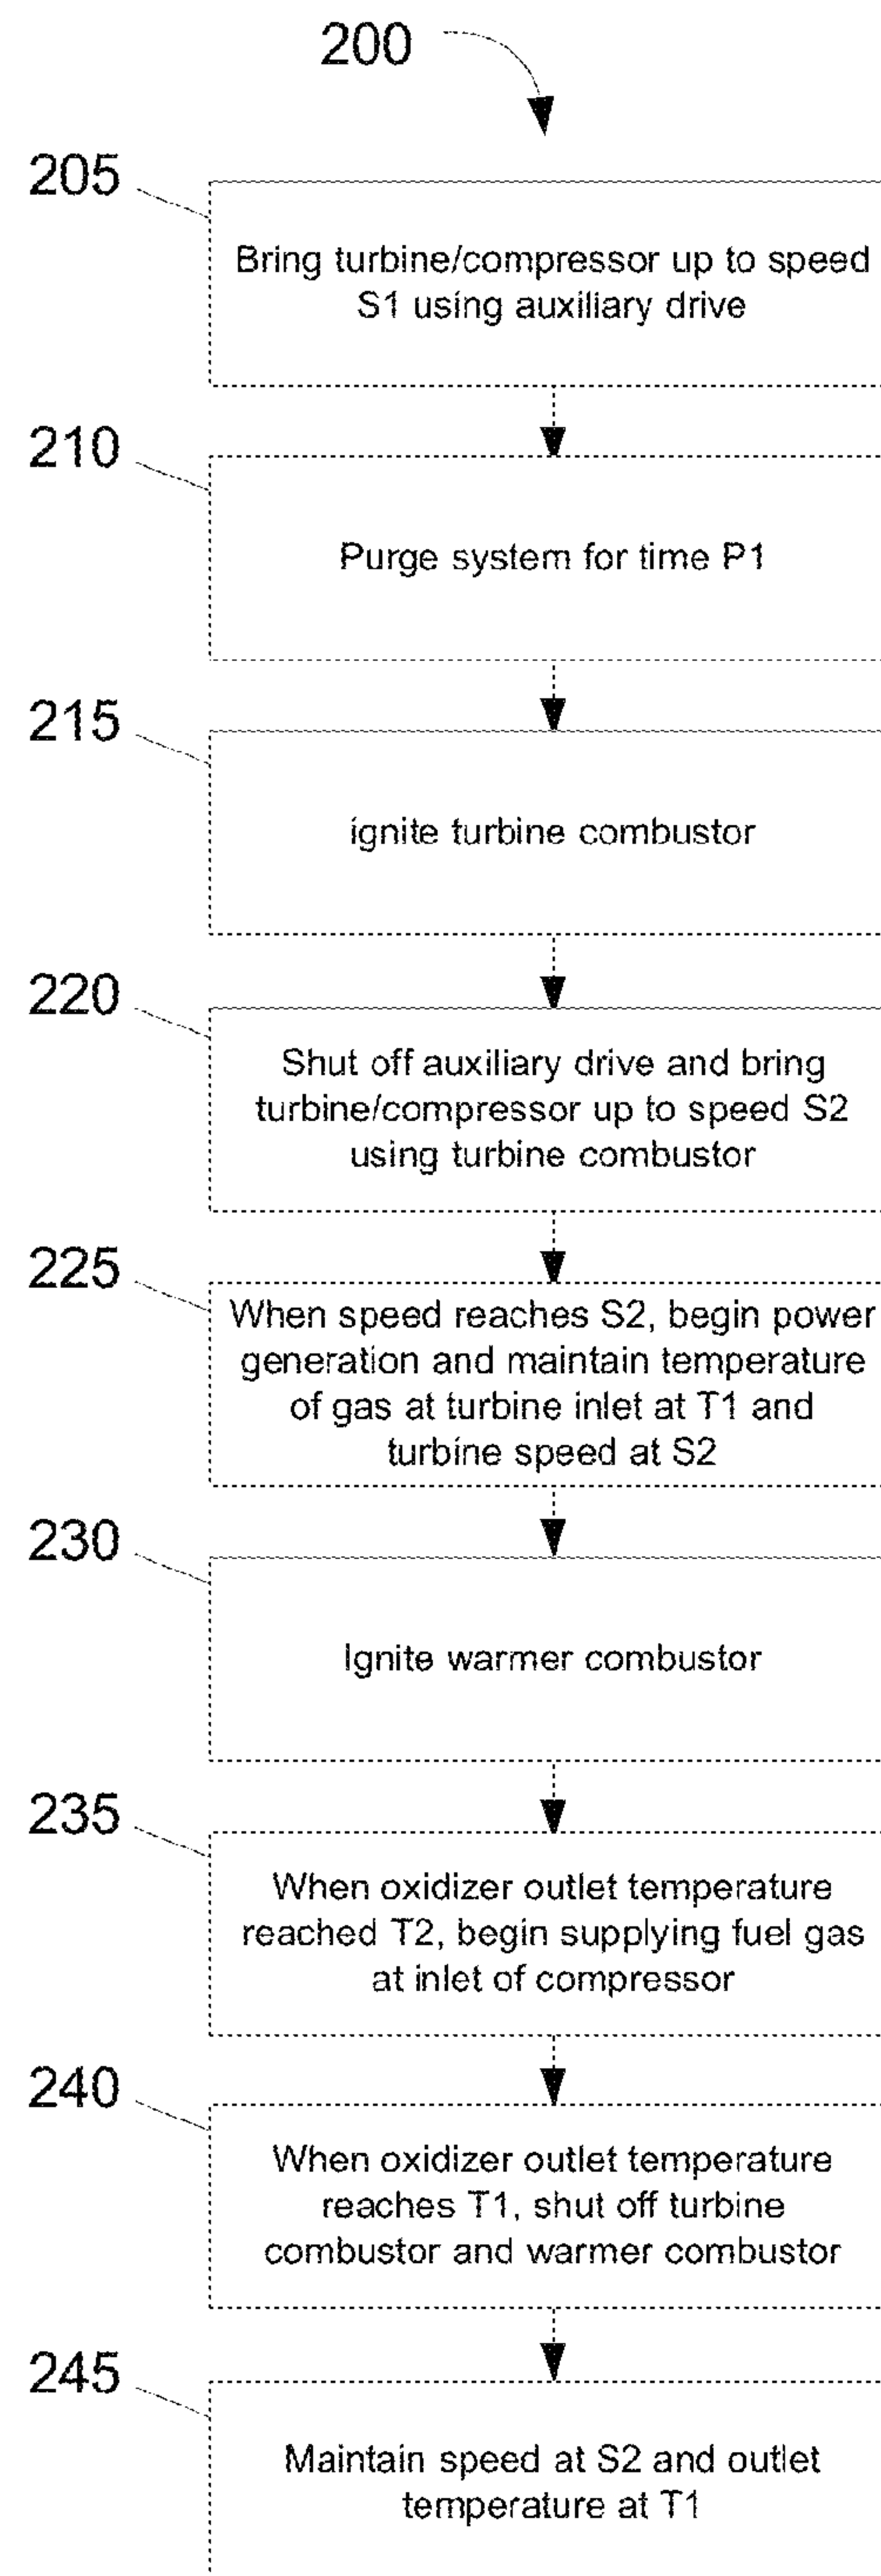 200
205
Bring turbine/compressor up to speed
S1 using auxiliary drive
210
Purge system for time P1
215
ignite turbine combustor
220
Shut off auxiliary drive and bring
turbine/compressor up to speed S2
using turbine combustor
225
When speed reaches S2, begin power
generation and maintain temperature
of gas at turbine inlet at T1 and
turbine speed at S2
230
Ignite warmer combustor
235
When oxidizer outlet temperature
reached T2, begin supplying fuel gas
at inlet of compressor
240
When oxidizer outlet temperature
reaches T1, shut off turbine
combustor and warmer combustor
245
Maintain speed at S2 and outlet
temperature at T1